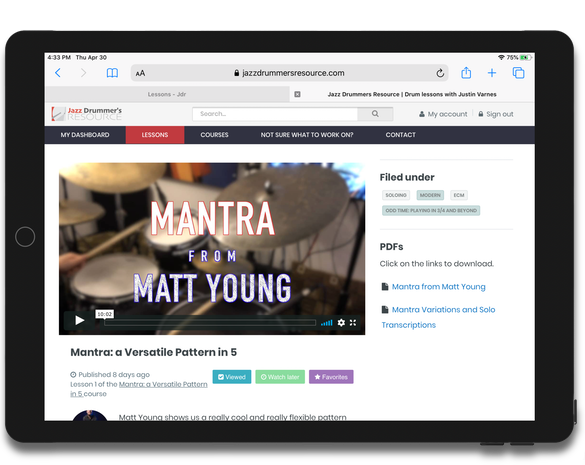 4:33 PM Thu Apr 30
75%
AA
jazzdrummersresource.com
Lessons - Jdr
Jazz Drummers Resource | Drum lessons with Justin Varnes
Jazz Drummer's
RESOURCE
Search...
My account
Sign out
MY DASHBOARD
LESSONS
COURSES
NOT SURE WHAT TO WORK ON?
CONTACT
MANTRA
FROM
MATT YOUNG
10:02
Mantra: a Versatile Pattern in 5
Published 8 days ago
Lesson 1 of the Mantra: a Versatile Pattern
in 5 course
Viewed
Watch later
Favorites
Matt Young shows us a really cool and really flexible pattern
Filed under
SOLOING
MODERN
ECM
ODD TIME: PLAYING IN 3/4 AND BEYOND
PDFs
Click on the links to download.
Mantra from Matt Young
Mantra Variations and Solo
Transcriptions